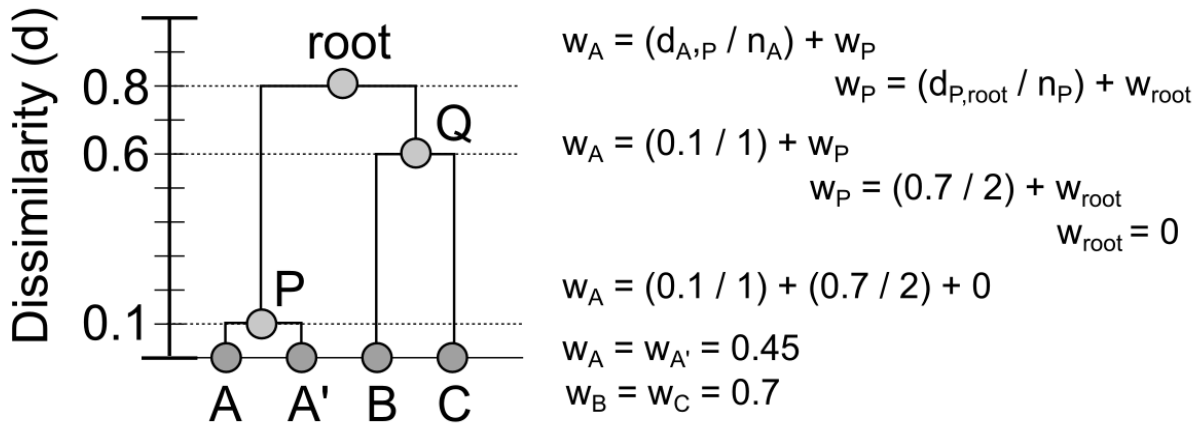 Dissimilarity (d)
0.8
0.6
0.1
root
Q
P
A A' B C
wA = (dA,P / nA) + wP
wP = (dP,root / nP) + wroot
wA = (0.1 / 1) + wP
wP = (0.7 / 2) + wroot
wroot = 0
wA = (0.1 / 1) + (0.7 / 2) + 0
wA = wA' = 0.45
wB = wC = 0.7